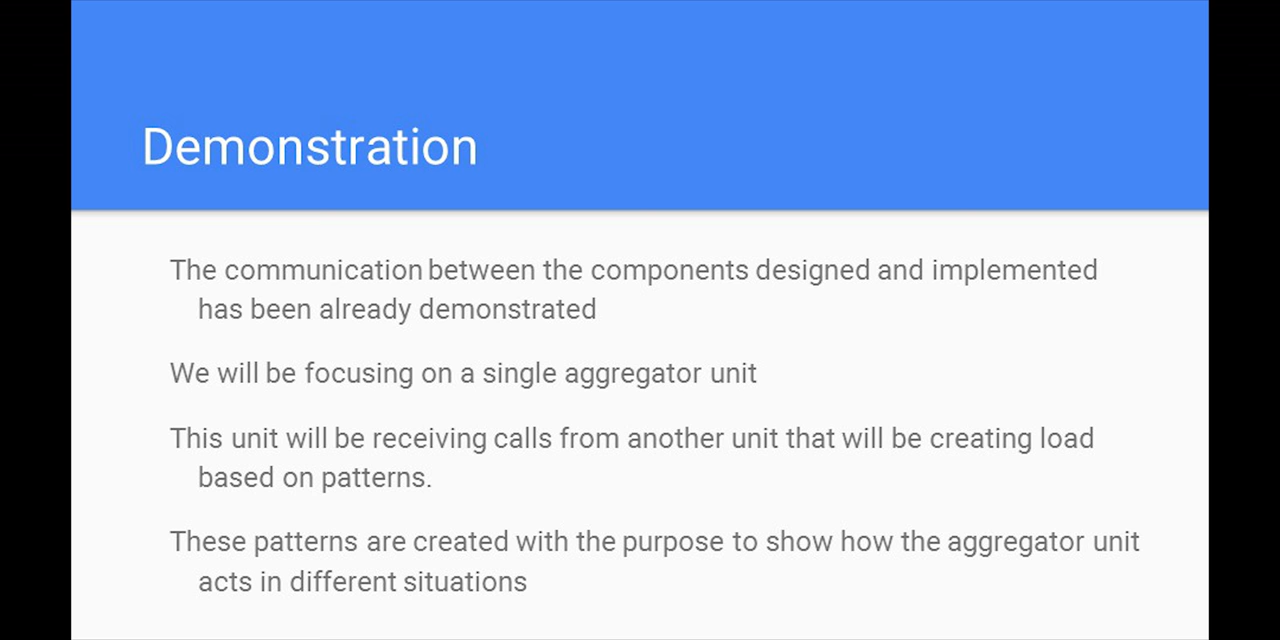 Demonstration
The communication between the components designed and implemented
has been already demonstrated
We will be focusing on a single aggregator unit
This unit will be receiving calls from another unit that will be creating load
based on patterns.
These patterns are created with the purpose to show how the aggregator unit
acts in different situations